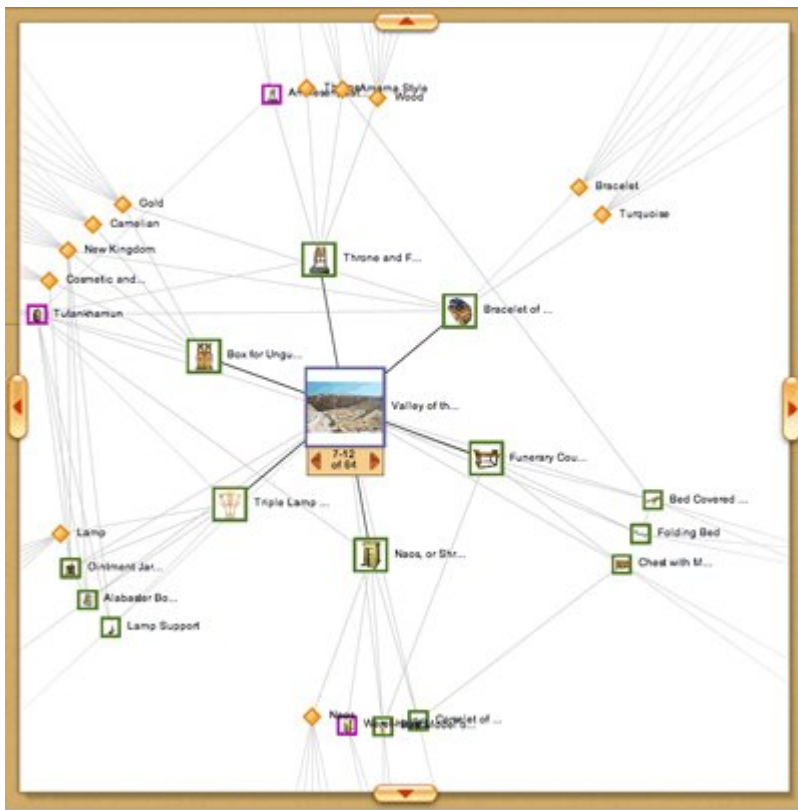 Amarna Style
Wood
Bracelet
Turquoise
Gold
Carnelian
New Kingdom
Cosmetic and...
Tutankhamun
Throne and F...
Bracelet of ...
Box for Ungu...
Valley of th...
7-12
of 64
Funerary Cou...
Triple Lamp ...
Bed Covered ...
Folding Bed
Chest with M...
Naos, or Shr...
Lamp
Ointment Jar...
Alabaster Bo...
Lamp Support
Naos
Corselet of ...